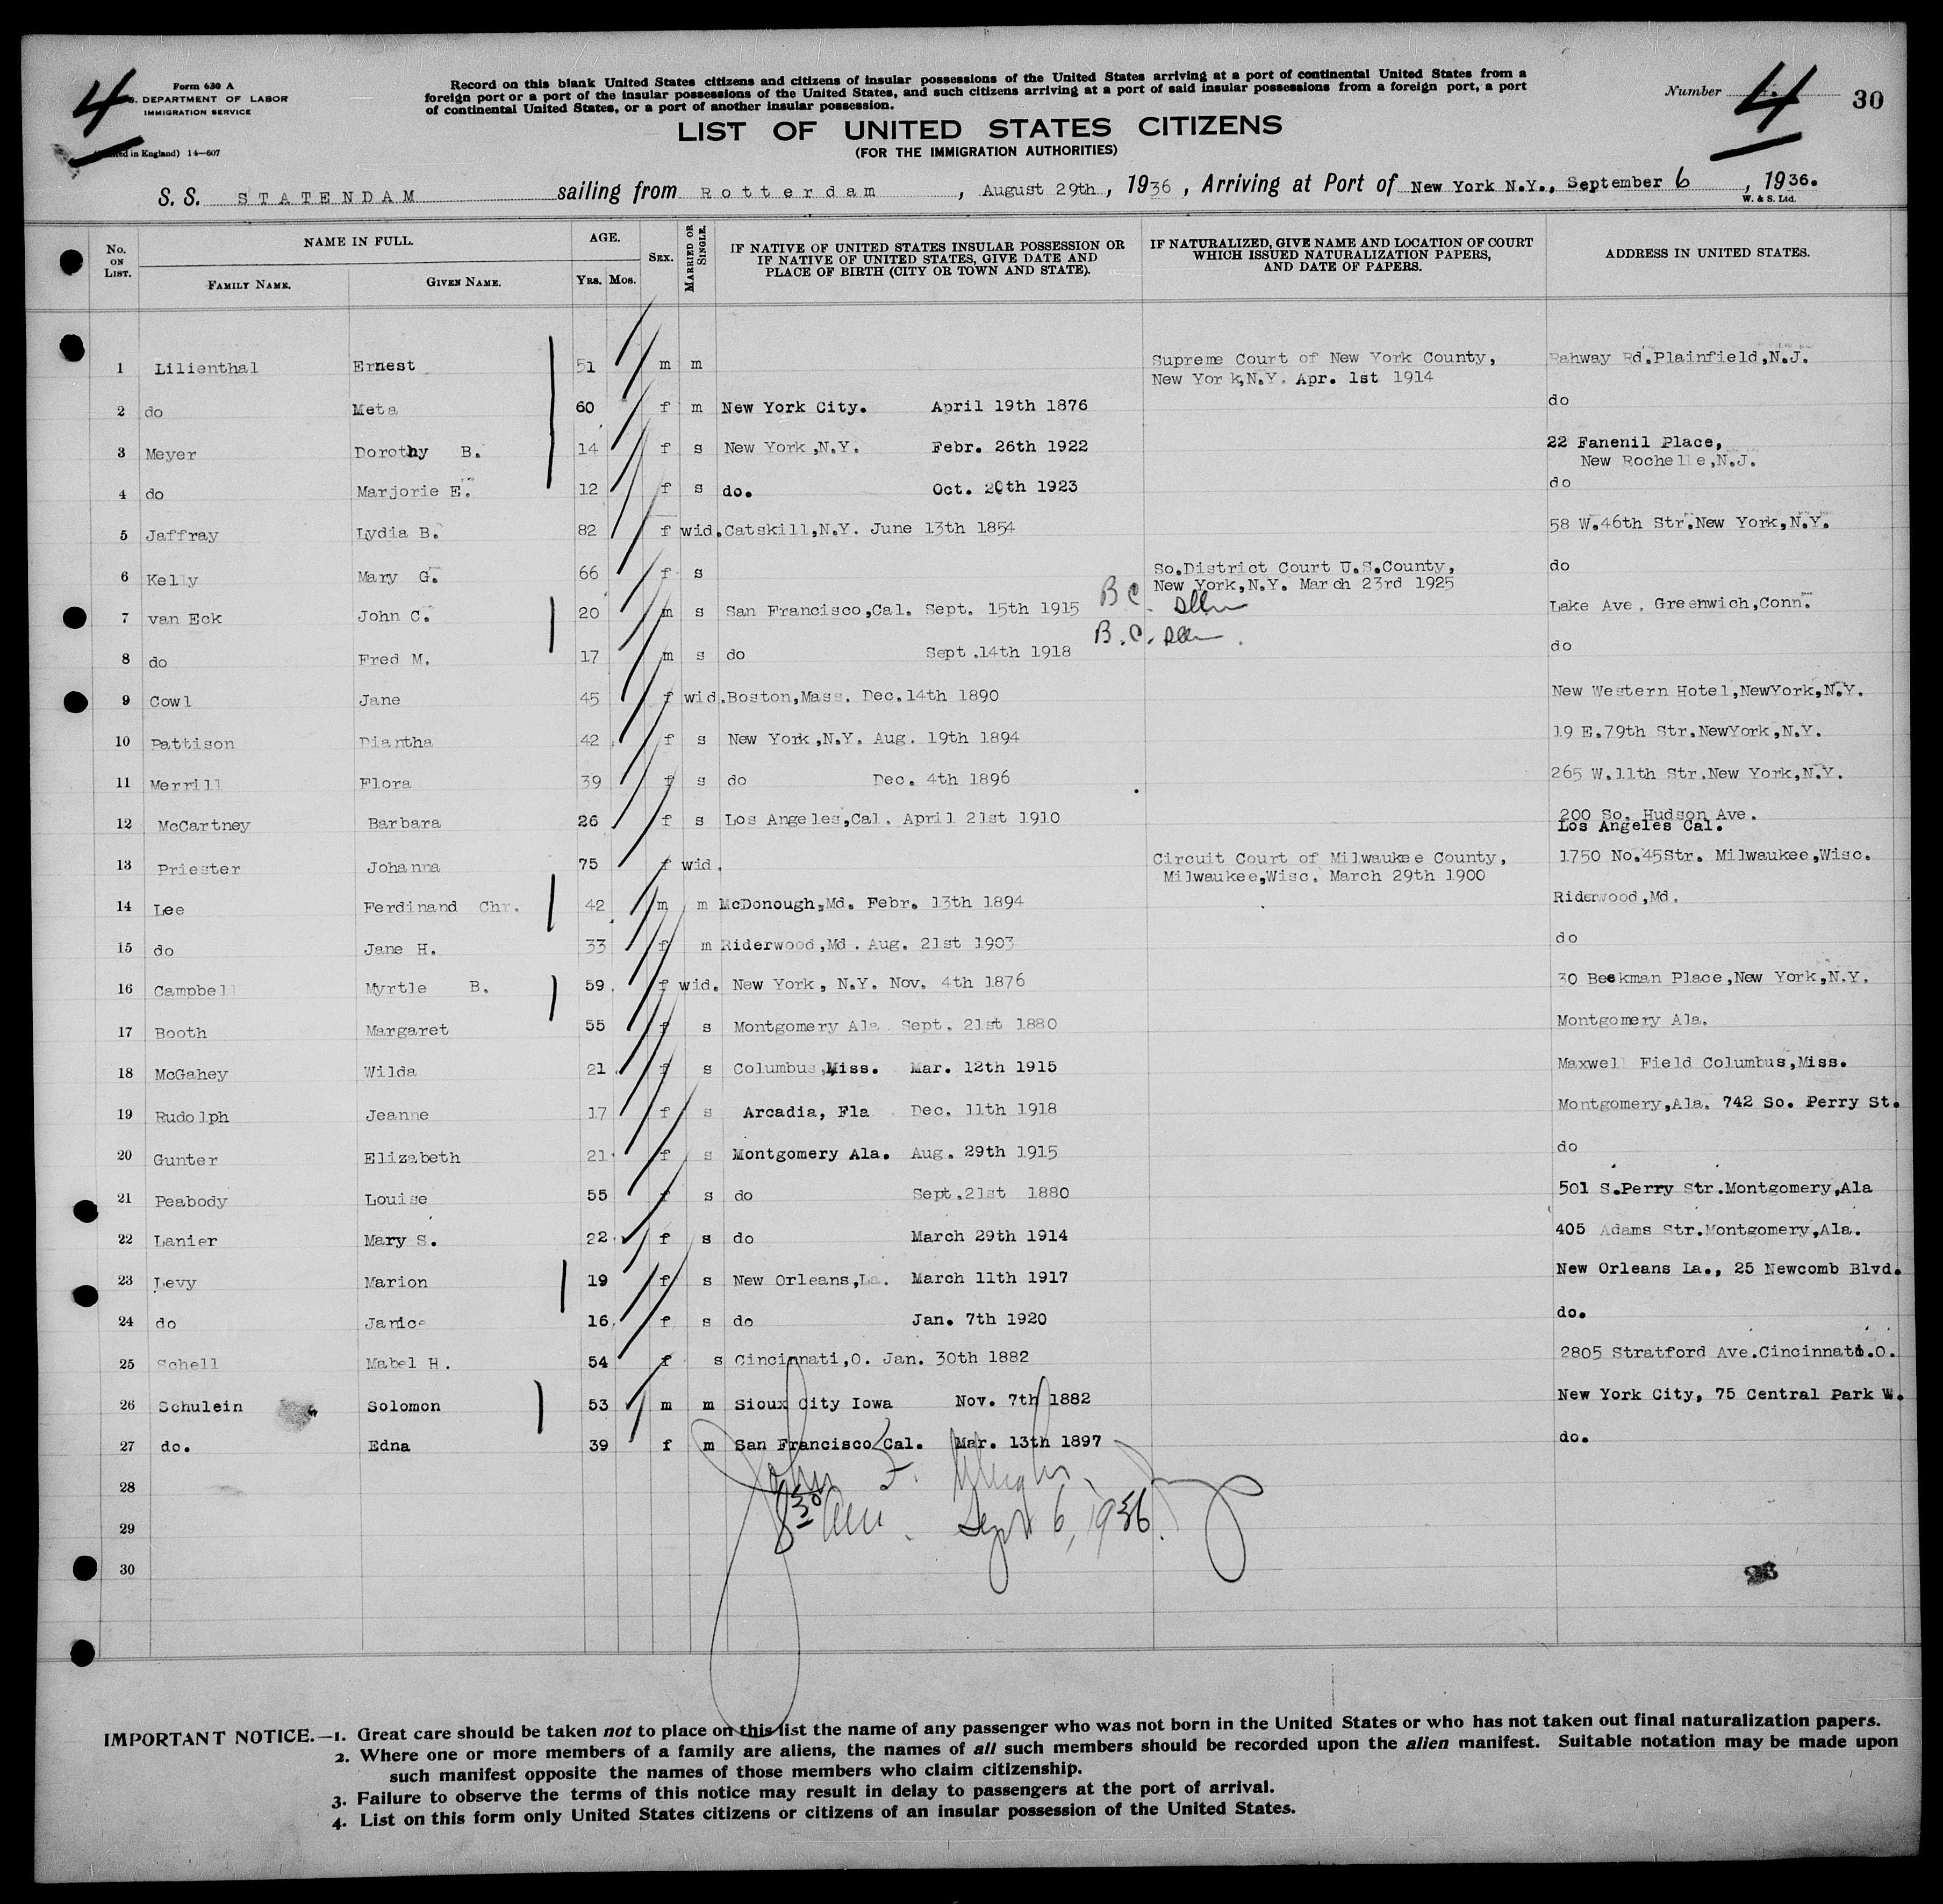 4
Form 630 A
S. DEPARTMENT OF LABOR
IMMIGRATION SERVICE
in England) 14—607
Record on this blank United States citizens and citizens of insular possessions of the United States arriving at a port of continental United States from a
foreign port or a port of the insular possessions of the United States, and such citizens arriving at a port of said insular possessions from a foreign port, a port
of continental United States, or a port of another insular possession.
Number 4 30
LIST OF UNITED STATES CITIZENS
(FOR THE IMMIGRATION AUTHORITIES)
S. S. STATENDAM sailing from Rotterdam, August 29th, 1936, Arriving at Port of New York N.Y., September 6, 1936.
W. & S. Ltd.
No. ON LIST. NAME IN FULL. FAMILY NAME. GIVEN NAME. AGE. YRS. MOS. SEX. MARRIED OR SINGLE. IF NATIVE OF UNITED STATES INSULAR POSSESSION OR IF NATIVE OF UNITED STATES, GIVE DATE AND PLACE OF BIRTH (CITY OR TOWN AND STATE). IF NATURALIZED, GIVE NAME AND LOCATION OF COURT WHICH ISSUED NATURALIZATION PAPERS, AND DATE OF PAPERS. ADDRESS IN UNITED STATES.
1 Lilienthal Ernest 51 m m Supreme Court of New York County, Rahway Rd.Plainfield,N.J.
New York,N.Y. Apr. 1st 1914
2 do Meta 60 f m New York City. April 19th 1876 do
3 Meyer Dorothy B. 14 f s New York,N.Y. Febr. 26th 1922 22 Fanenil Place,
New Rochelle,N.J.
4 do Marjorie E. 12 f s do. Oct. 20th 1923 do
5 Jaffray Lydia B. 82 f wid. Catskill,N.Y. June 13th 1854 58 W.46th Str.New York,N.Y.
6 Kelly Mary G. 66 f s So.District Court U.S.County, do
New York,N.Y. March 23rd 1925
7 van Eck John C. 20 m s San Francisco,Cal. Sept. 15th 1915 B C. Lake Ave. Greenwich,Conn.
8 do Fred M. 17 m s do Sept.14th 1918 B.C. do
9 Cowl Jane 45 f wid. Boston,Mass. Dec.14th 1890 New Western Hotel,NewYork,N.Y.
10 Pattison Diantha 42 f s New York,N.Y. Aug. 19th 1894 19 E.79th Str.NewYork,N.Y.
11 Merrill Flora 39 f s do Dec. 4th 1896 265 W.11th Str.New York,N.Y.
12 McCartney Barbara 26 f s Los Angeles,Cal. April 21st 1910 200 So. Hudson Ave.
Los Angeles Cal.
13 Priester Johanna 75 f wid. Circuit Court of Milwaukee County, 1750 No.45Str. Milwaukee,Wisc.
Milwaukee,Wisc. March 29th 1900
14 Lee Ferdinand Chr. 42 m m McDonough,Md. Febr. 13th 1894 Riderwood,Md.
15 do Jane H. 33 f m Riderwood,Md. Aug. 21st 1903 do
16 Campbell Myrtle B. 59 f wid. New York, N.Y. Nov. 4th 1876 30 Beekman Place,New York,N.Y.
17 Booth Margaret 55 f s Montgomery Ala Sept. 21st 1880 Montgomery Ala.
18 McGahey Wilda 21 f s Columbus,Miss. Mar. 12th 1915 Maxwell Field Columbus,Miss.
19 Rudolph Jeanne 17 f s Arcadia, Fla Dec. 11th 1918 Montgomery,Ala. 742 So. Perry St.
20 Gunter Elizabeth 21 f s Montgomery Ala. Aug. 29th 1915 do
21 Peabody Louise 55 f s do Sept.21st 1880 501 S.Perry Str.Montgomery,Ala
22 Lanier Mary S. 22 f s do March 29th 1914 405 Adams Str.Montgomery,Ala.
23 Levy Marion 19 f s New Orleans,La. March 11th 1917 New Orleans La., 25 Newcomb Blvd.
24 do Janice 16 f s do Jan. 7th 1920 do.
25 Schell Mabel H. 54 f s Cincinnati,O. Jan. 30th 1882 2805 Stratford Ave.Cincinnati.O.
26 Schulein Solomon 53 m m Sioux City Iowa Nov. 7th 1882 New York City, 75 Central Park W.
27 do. Edna 39 f m San Francisco Cal. Mar. 13th 1897 do.
28 John F.
29 8 30 Sept 6, 1936.
30
IMPORTANT NOTICE.—1. Great care should be taken not to place on this list the name of any passenger who was not born in the United States or who has not taken out final naturalization papers.
2. Where one or more members of a family are aliens, the names of all such members should be recorded upon the alien manifest. Suitable notation may be made upon
such manifest opposite the names of those members who claim citizenship.
3. Failure to observe the terms of this notice may result in delay to passengers at the port of arrival.
4. List on this form only United States citizens or citizens of an insular possession of the United States.